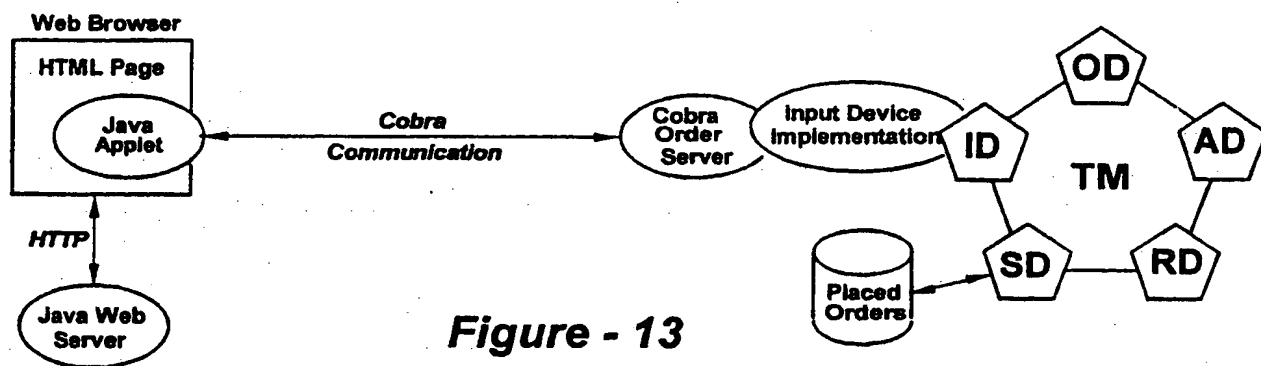 Web Browser
HTML Page
Java
Applet
Cobra
Communication
Cobra
Order
Server
Input Device
Implementation
ID
OD
AD
TM
SD
RD
HTTP
Java Web
Server
Placed
Orders
Figure - 13